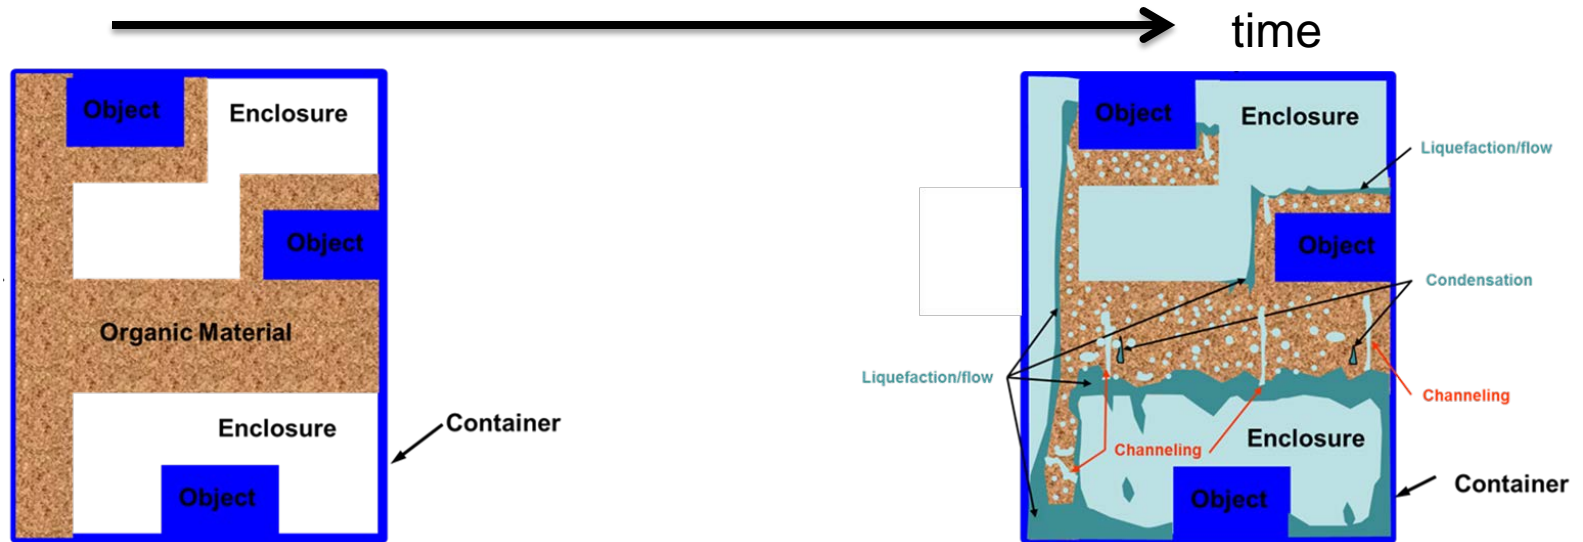 time
Object
Enclosure
Object
Organic Material
Enclosure
Container
Object
Object
Enclosure
Liquefaction/flow
Object
Condensation
Liquefaction/flow
Channeling
Enclosure
Channeling
Container
Object